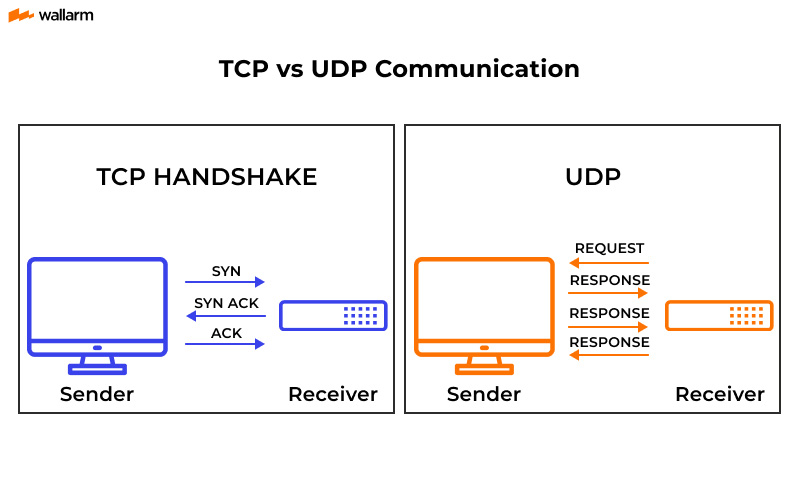 wallarm
TCP vs UDP Communication
TCP HANDSHAKE
SYN
SYN ACK
ACK
Sender
Receiver
UDP
REQUEST
RESPONSE
RESPONSE
RESPONSE
Sender
Receiver